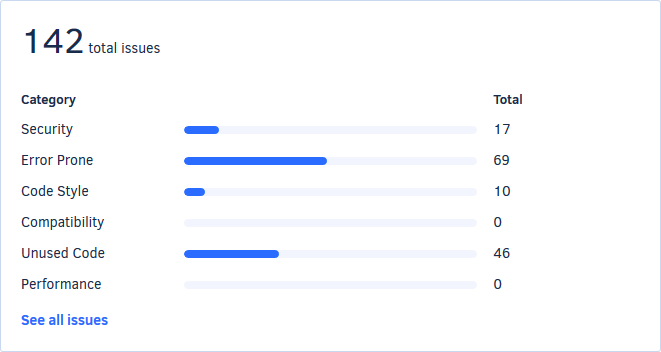 142 total issues
Category Total
Security 17
Error Prone 69
Code Style 10
Compatibility 0
Unused Code 46
Performance 0
See all issues